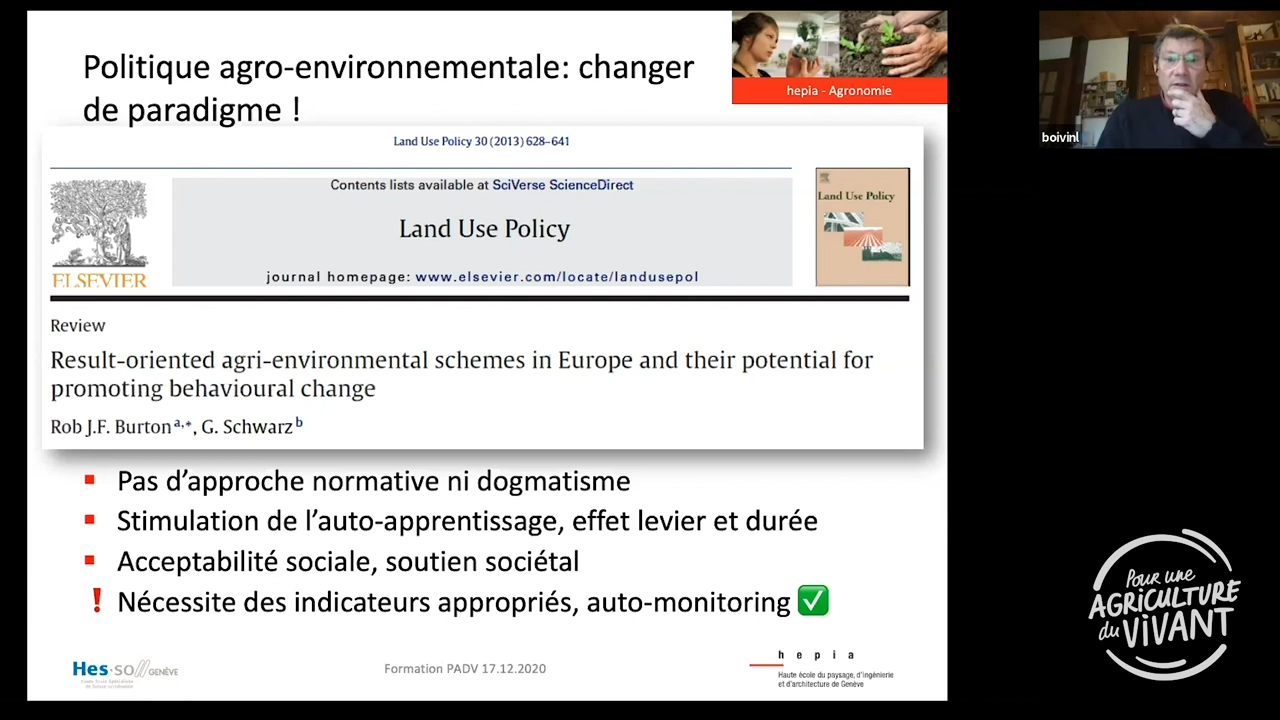 Politique agro-environnementale: changer
de paradigme !
hepia - Agronomie
boivinl
Land Use Policy 30 (2013) 628–641
Contents lists available at SciVerse ScienceDirect
Land Use Policy
journal homepage: www.elsevier.com/locate/landusepol
ELSEVIER
Land Use Policy
Review
Result-oriented agri-environmental schemes in Europe and their potential for
promoting behavioural change
Rob J.F. Burton a,*, G. Schwarz b
Pas d’approche normative ni dogmatisme
Stimulation de l’auto-apprentissage, effet levier et durée
Acceptabilité sociale, soutien sociétal
Nécessite des indicateurs appropriés, auto-monitoring
Hes·so GENÈVE
Formation PADV 17.12.2020
hepia
Haute école du paysage, d'ingénierie
et d'architecture de Genève
Pour une
AGRiCULTURE
du ViVANT